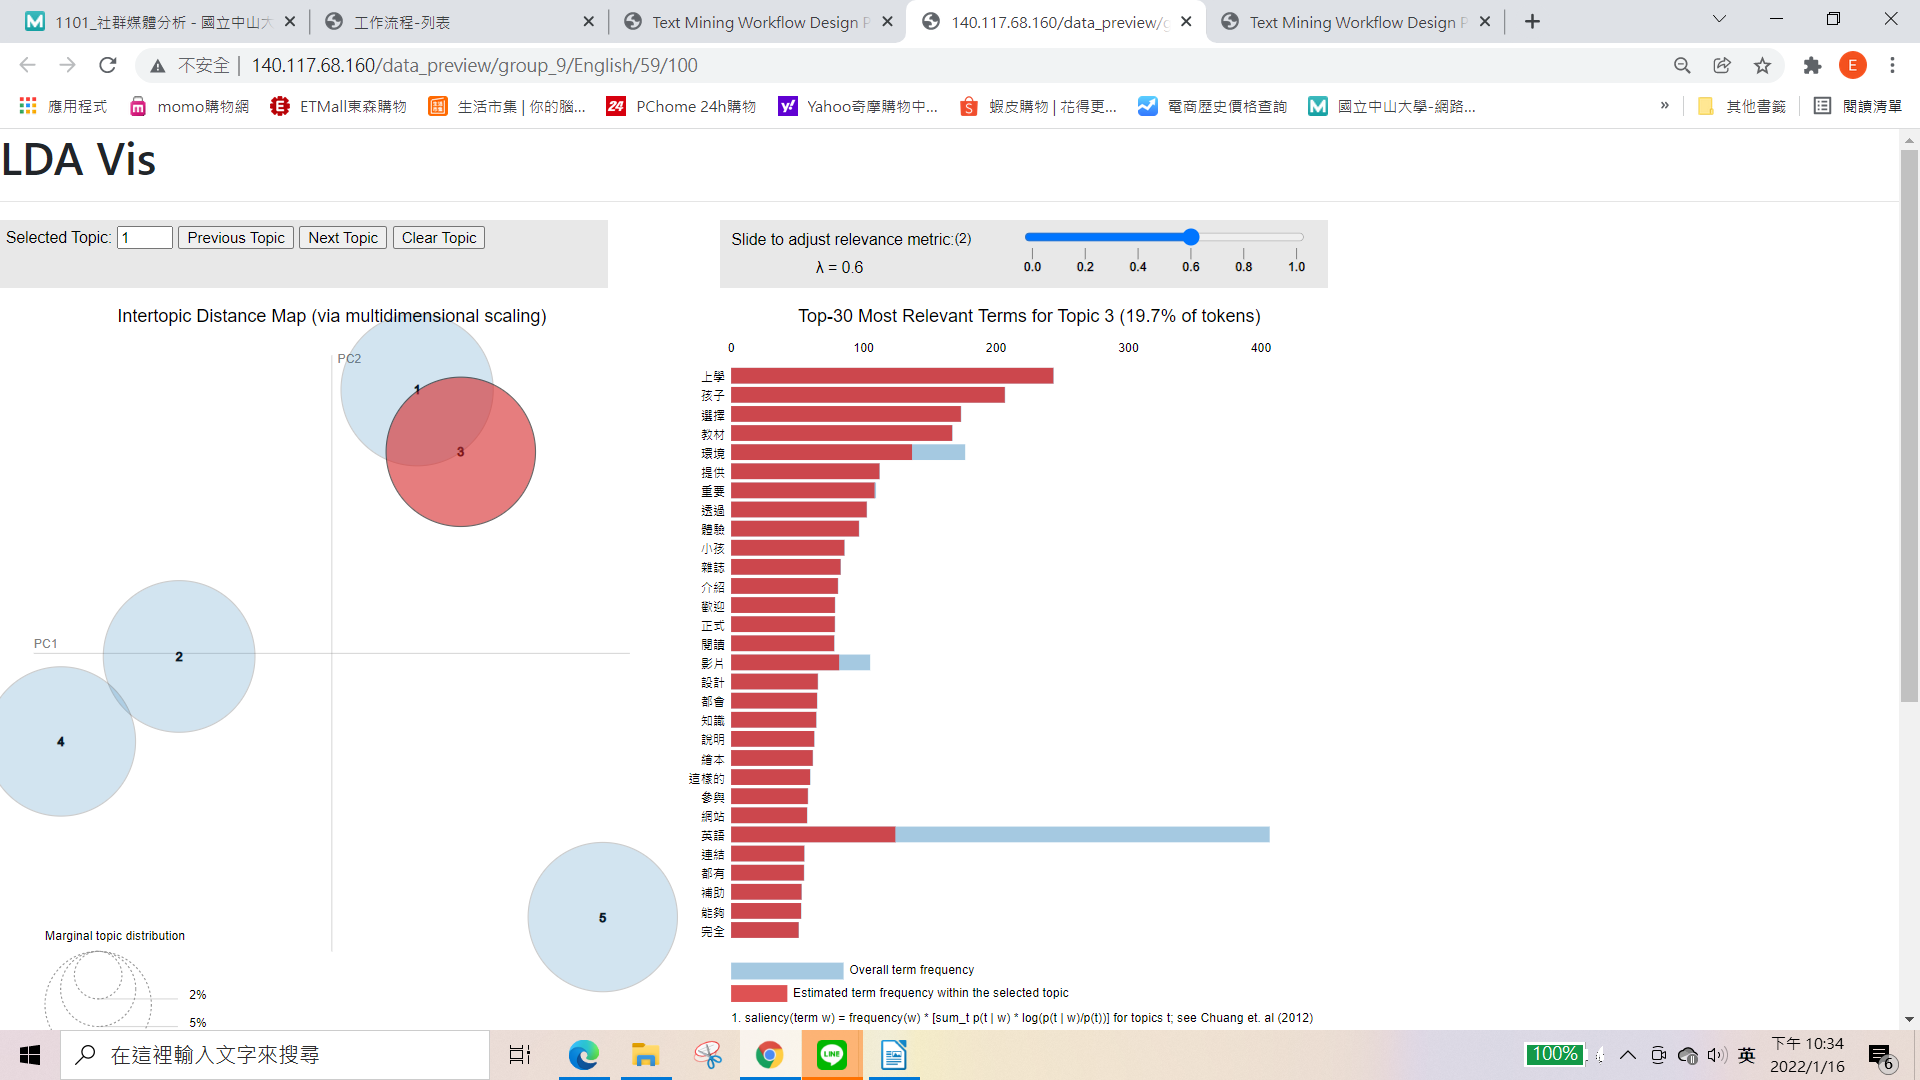 1101_社群媒體分析 - 國立中山大
工作流程-列表
Text Mining Workflow Design P
140.117.68.160/data_preview/g
Text Mining Workflow Design P
不安全 140.117.68.160/data_preview/group_9/English/59/100
E
應用程式 momo購物網 ETMall東森購物 生活市集 | 你的腦... PChome 24h購物 Yahoo奇摩購物中... 蝦皮購物 | 花得更... 電商歷史價格查詢 國立中山大學-網路... » 其他書籤 閱讀清單
LDA Vis
Selected Topic: 1 Previous Topic Next Topic Clear Topic
Slide to adjust relevance metric:(2)
λ = 0.6
0.0 0.2 0.4 0.6 0.8 1.0
Intertopic Distance Map (via multidimensional scaling)
PC2
1
3
PC1
2
4
5
Marginal topic distribution
2%
5%
Top-30 Most Relevant Terms for Topic 3 (19.7% of tokens)
0 100 200 300 400
上學
孩子
選擇
教材
環境
提供
重要
透過
體驗
小孩
雜誌
介紹
歡迎
正式
閱讀
影片
設計
都會
知識
說明
繪本
這樣的
參與
網站
英語
連結
都有
補助
能夠
完全
Overall term frequency
Estimated term frequency within the selected topic
1. saliency(term w) = frequency(w) * [sum_t p(t | w) * log(p(t | w)/p(t))] for topics t; see Chuang et. al (2012)
在這裡輸入文字來搜尋
LINE
100%
英
下午 10:34
2022/1/16
6